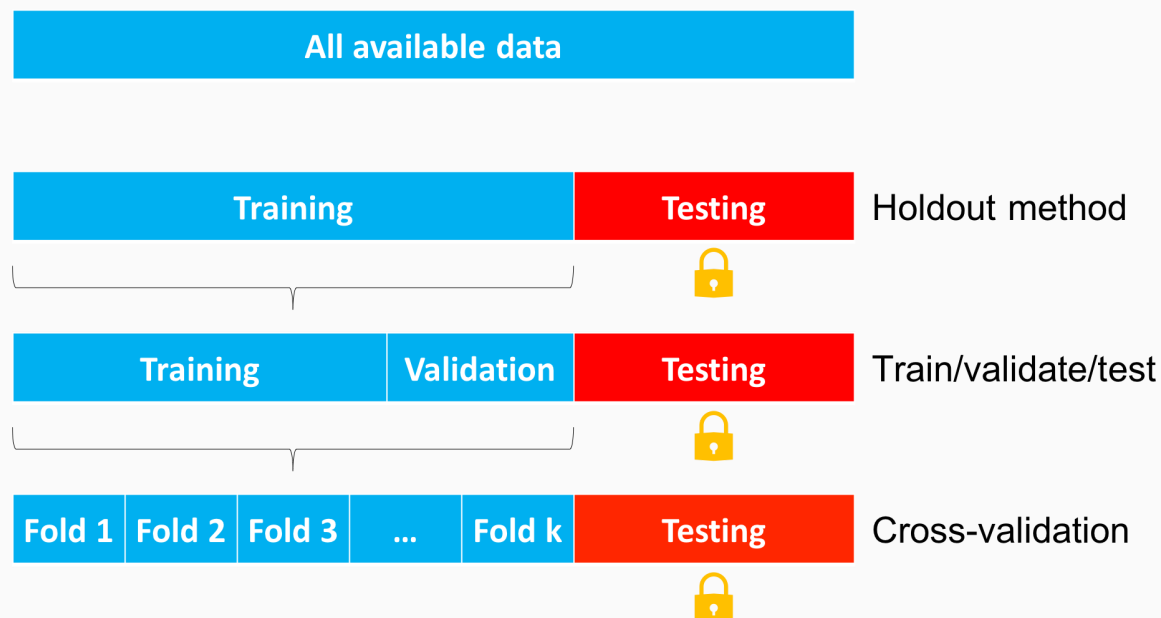 All available data
Training Testing Holdout method
Training Validation Testing Train/validate/test
Fold 1 Fold 2 Fold 3 ... Fold k Testing Cross-validation